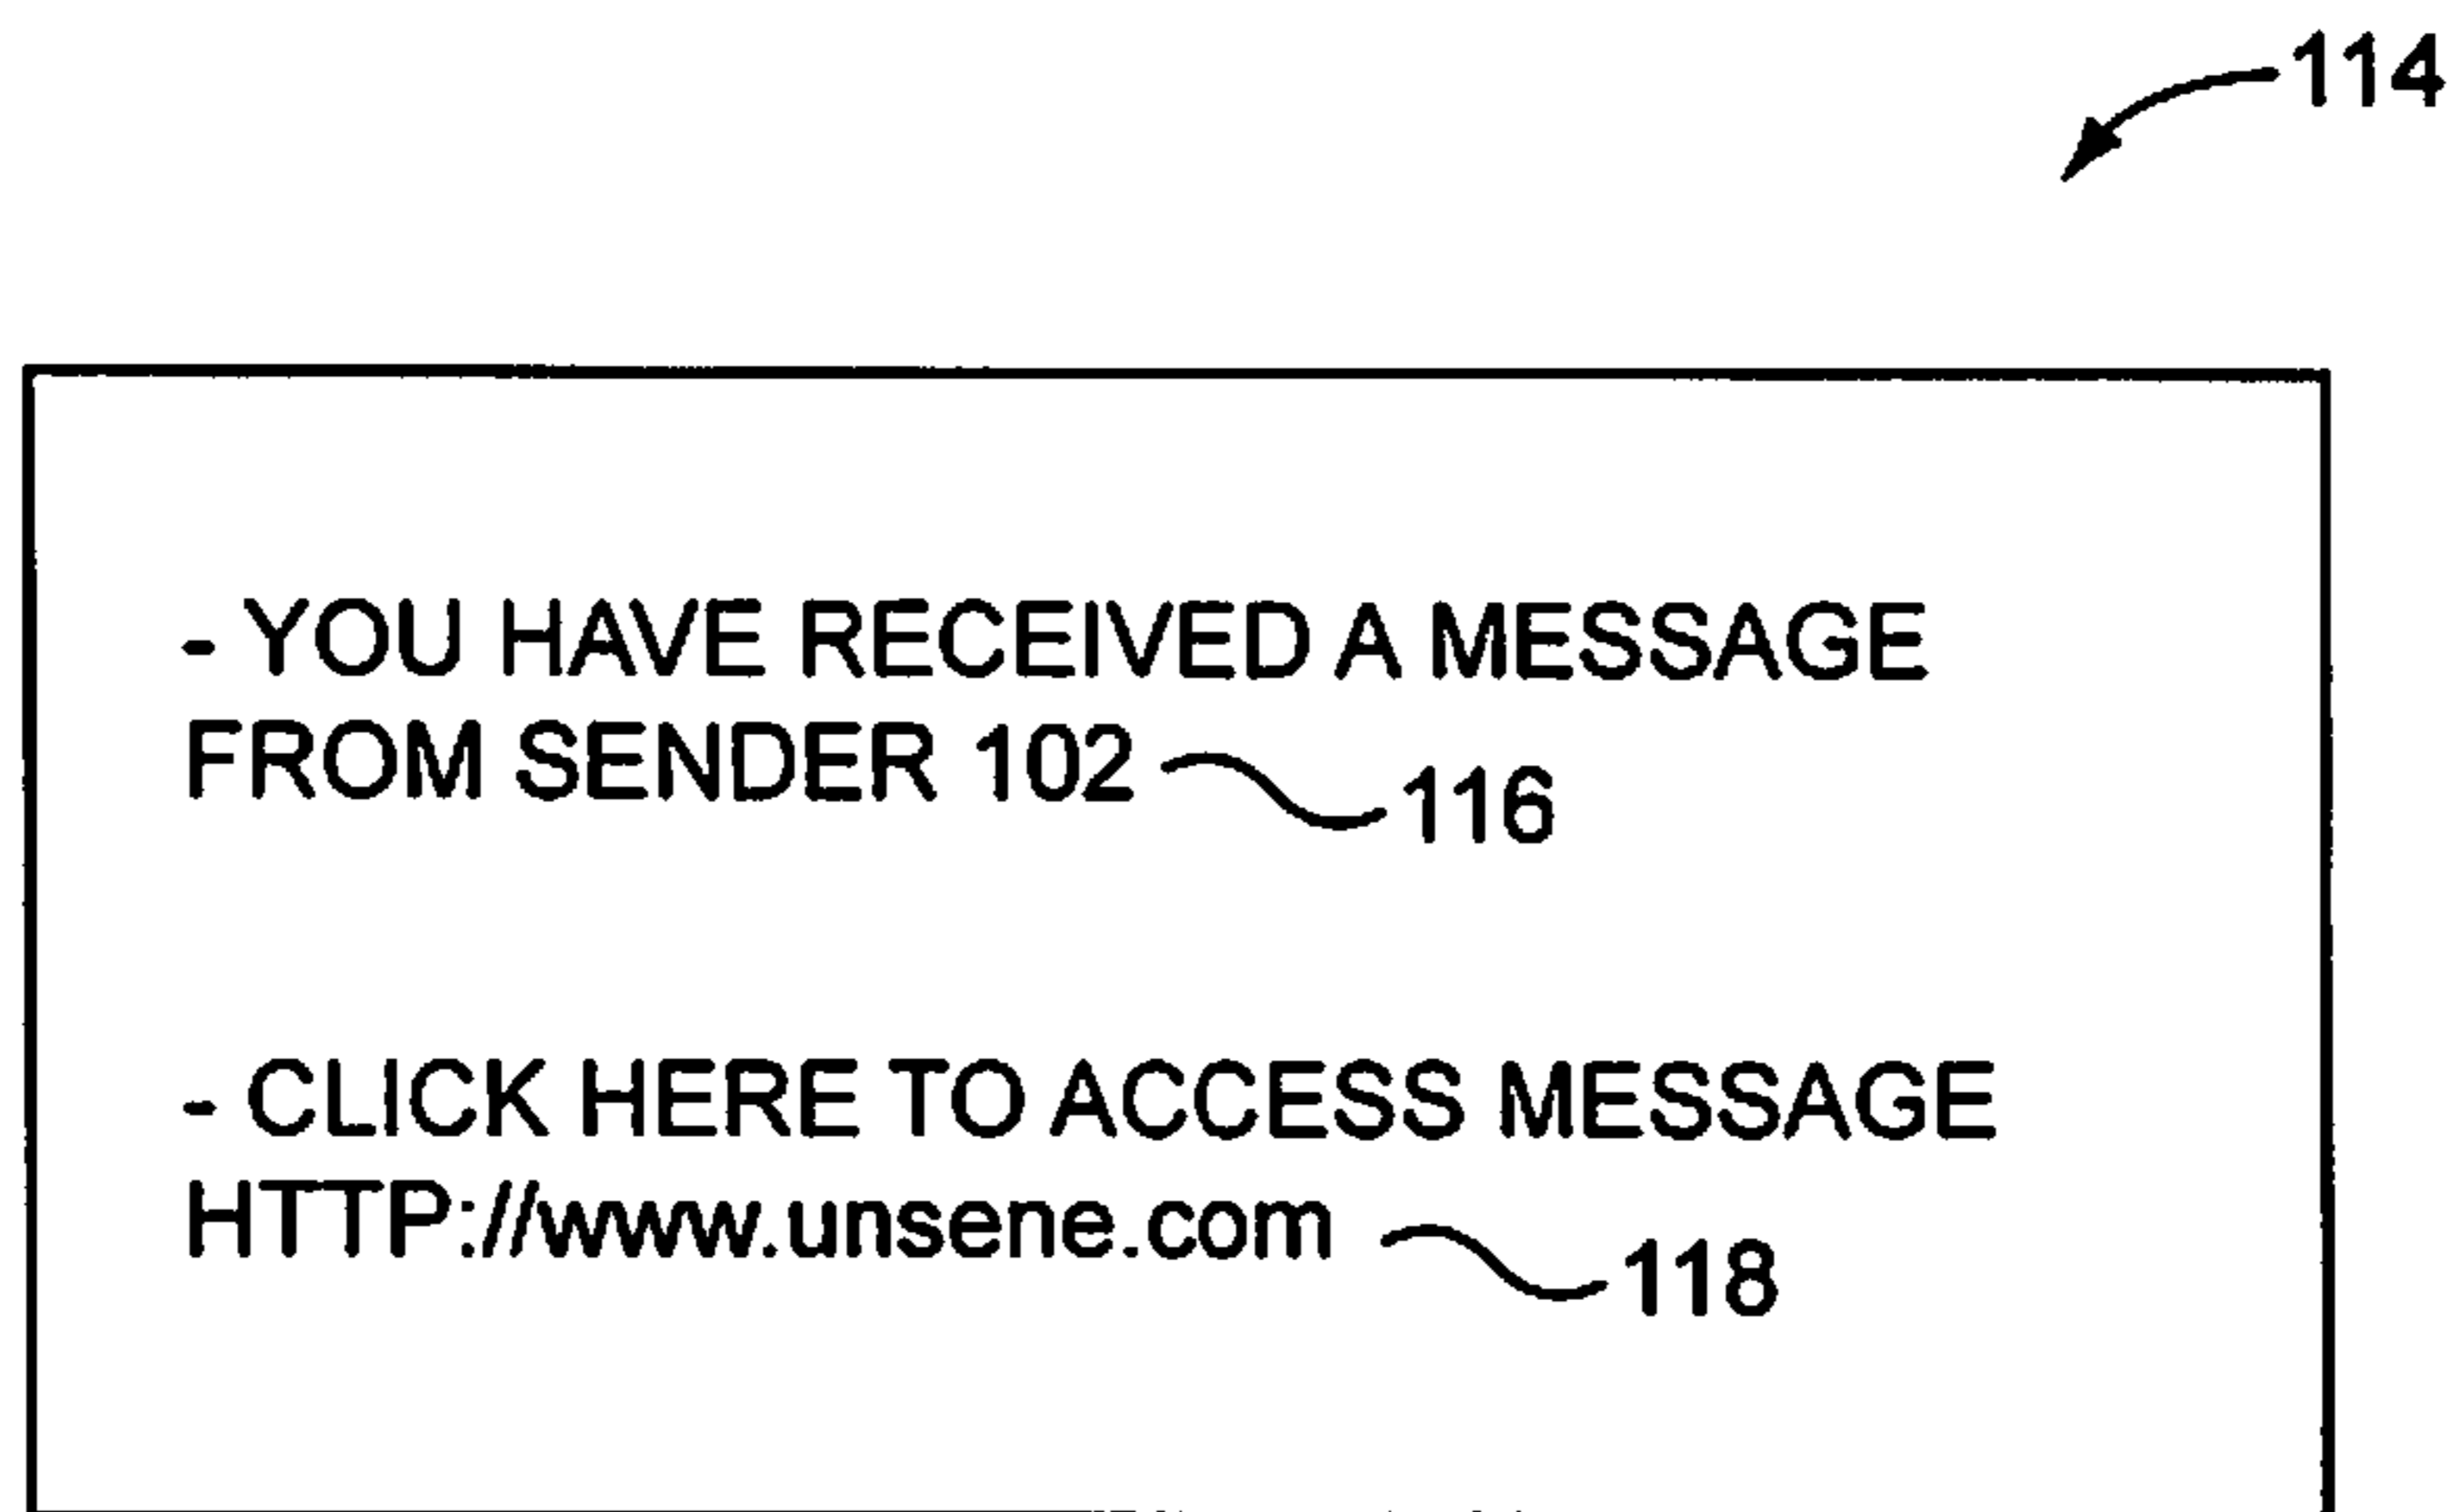 114
- YOU HAVE RECEIVED A MESSAGE
FROM SENDER 102
116
- CLICK HERE TO ACCESS MESSAGE
HTTP://www.unsene.com
118